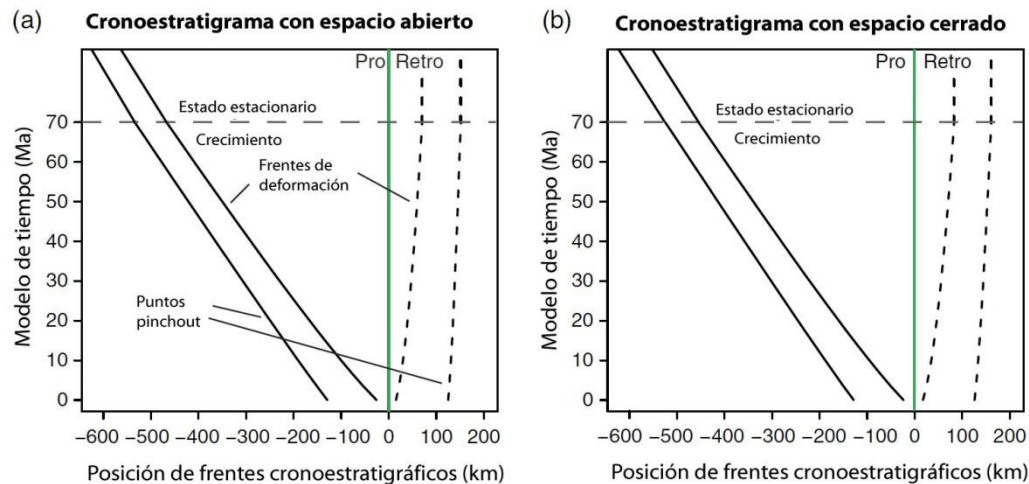 (a) Cronoestratigrama con espacio abierto
Pro Retro
Estado estacionario
Crecimiento
Frentes de
deformación
Puntos
pinchout
Modelo de tiempo (Ma)
70
60
50
40
30
20
10
0
−600 −500 −400 −300 −200 −100 0 100 200
Posición de frentes cronoestratigráficos (km)
(b) Cronoestratigrama con espacio cerrado
Pro Retro
Estado estacionario
Crecimiento
Modelo de tiempo (Ma)
70
60
50
40
30
20
10
0
−600 −500 −400 −300 −200 −100 0 100 200
Posición de frentes cronoestratigráficos (km)